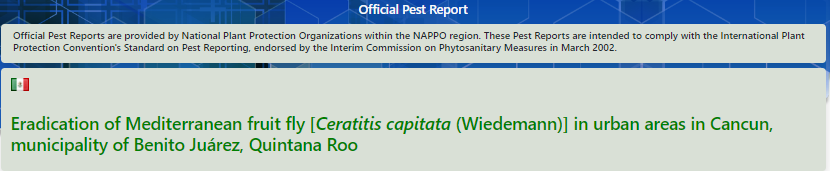 Official Pest Report
Official Pest Reports are provided by National Plant Protection Organizations within the NAPPO region. These Pest Reports are intended to comply with the International Plant
Protection Convention's Standard on Pest Reporting, endorsed by the Interim Commission on Phytosanitary Measures in March 2002.
Eradication of Mediterranean fruit fly [Ceratitis capitata (Wiedemann)] in urban areas in Cancun,
municipality of Benito Juárez, Quintana Roo